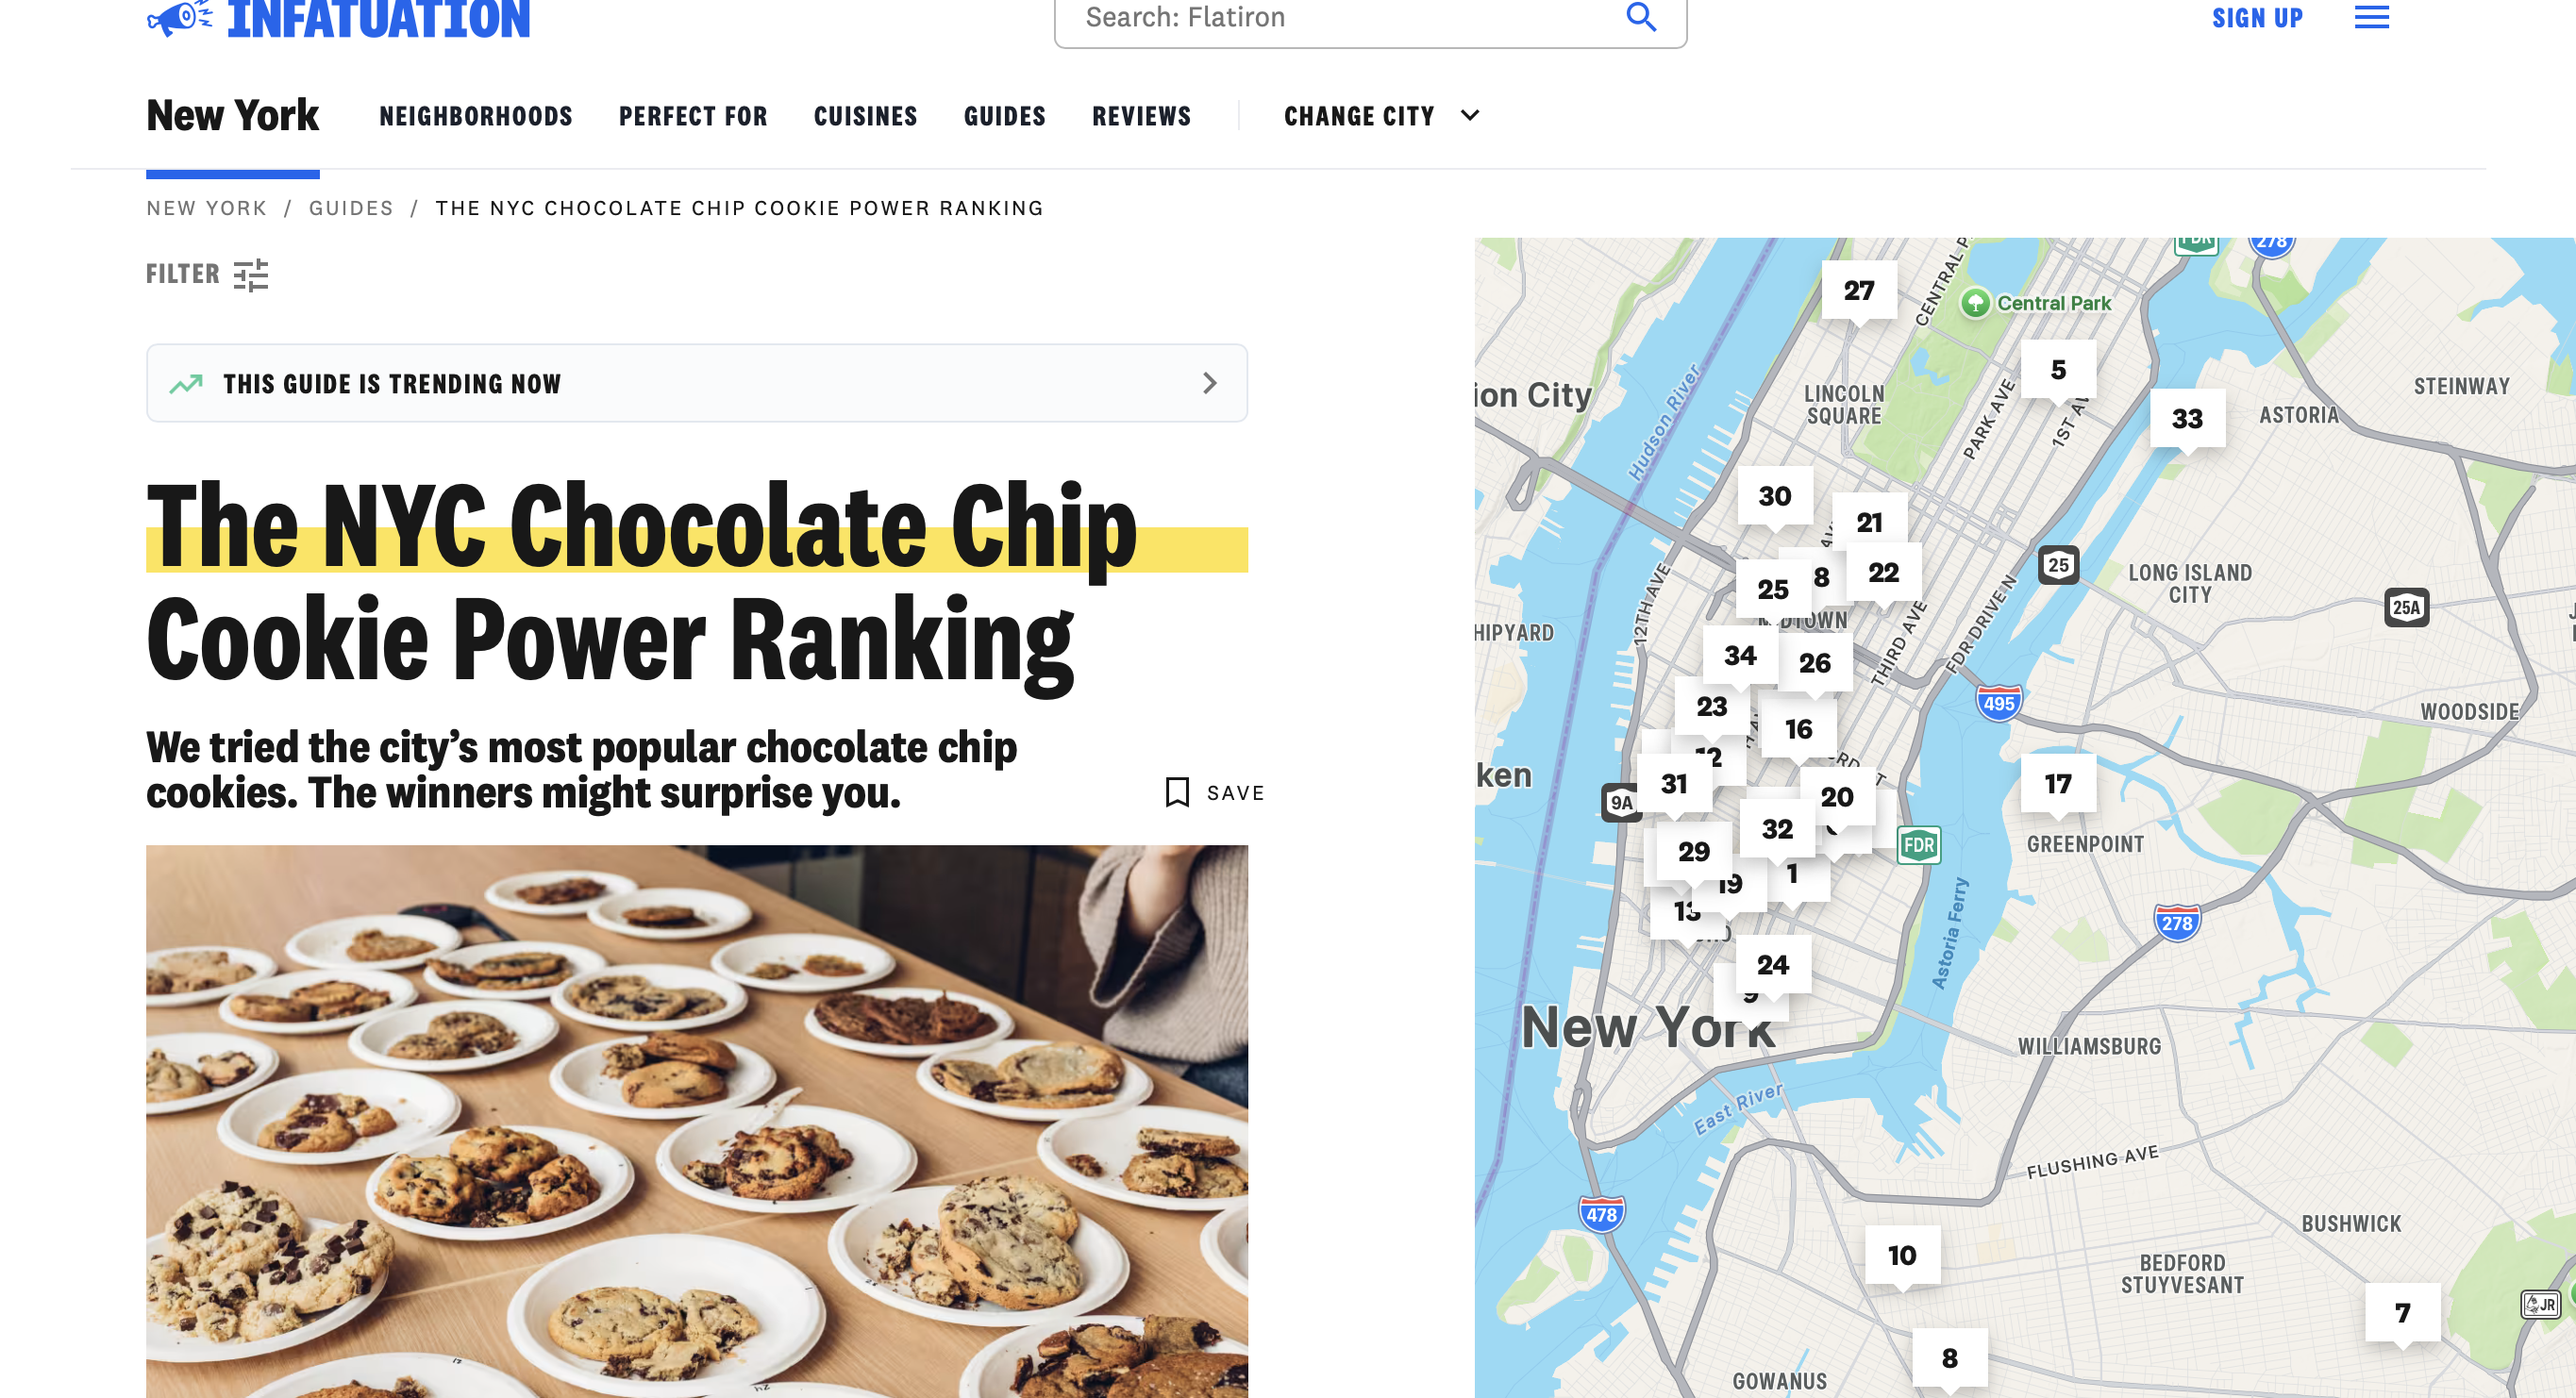 INFATUATION
Search: Flatiron
SIGN UP
New York
NEIGHBORHOODS
PERFECT FOR
CUISINES
GUIDES
REVIEWS
CHANGE CITY
NEW YORK / GUIDES / THE NYC CHOCOLATE CHIP COOKIE POWER RANKING
FILTER
THIS GUIDE IS TRENDING NOW
The NYC Chocolate Chip
Cookie Power Ranking
We tried the city's most popular chocolate chip
cookies. The winners might surprise you.
SAVE
278
27
Central Park
5
ion City
LINCOLN
SQUARE
Hudson River
PARK AVE
33
ASTORIA
STEINWAY
30
21
25
8
22
25
LONG ISLAND
CITY
25A
HIPYARD
12TH AVE
MIDTOWN
THIRD AVE
FDR DRIVE N
34
26
23
16
495
WOODSIDE
12
31
ken
9A
20
17
32
29
FDR
GREENPOINT
19
1
13
278
Astoria Ferry
24
9
New York
WILLIAMSBURG
East River
FLUSHING AVE
478
BUSHWICK
10
BEDFORD
STUYVESANT
7
JR
8
GOWANUS